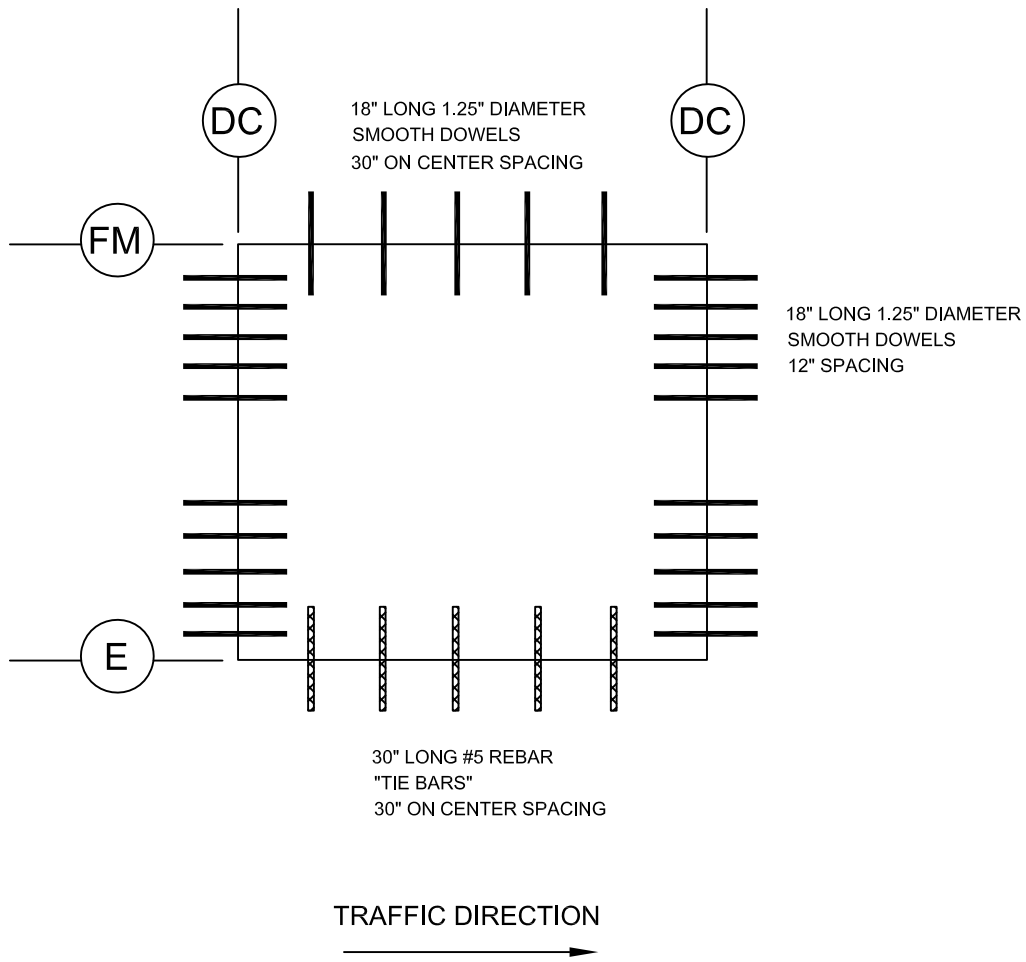 DC
DC
18" LONG 1.25" DIAMETER
SMOOTH DOWELS
30" ON CENTER SPACING
FM
18" LONG 1.25" DIAMETER
SMOOTH DOWELS
12" SPACING
E
30" LONG #5 REBAR
"TIE BARS"
30" ON CENTER SPACING
TRAFFIC DIRECTION